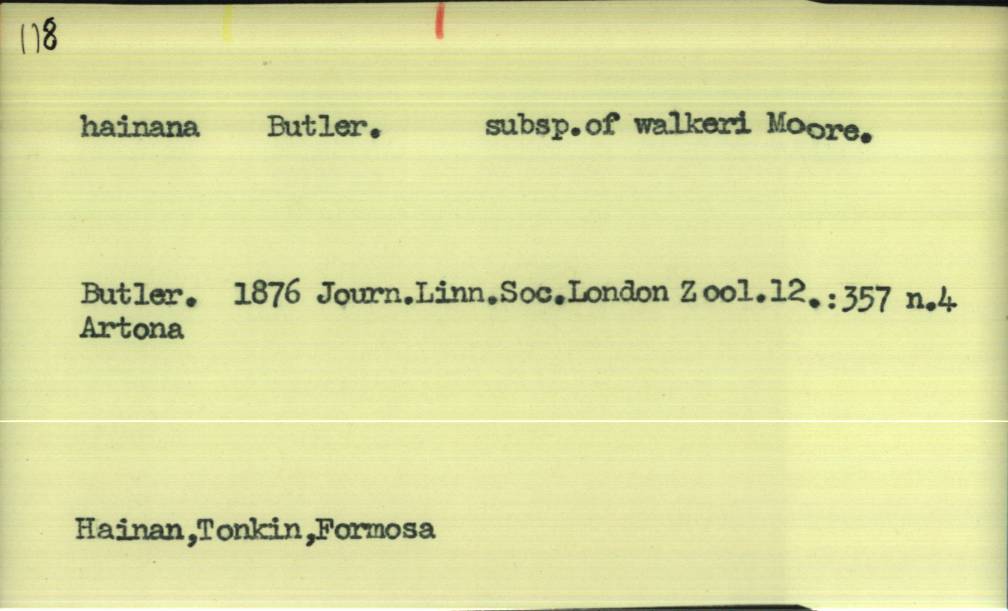 118
hainana Butler. subsp.of walkeri Moore.
Butler. 1876 Journ.Linn.Soc.London Zool.12.:357 n.4
Artona
Hainan,Tonkin,Formosa